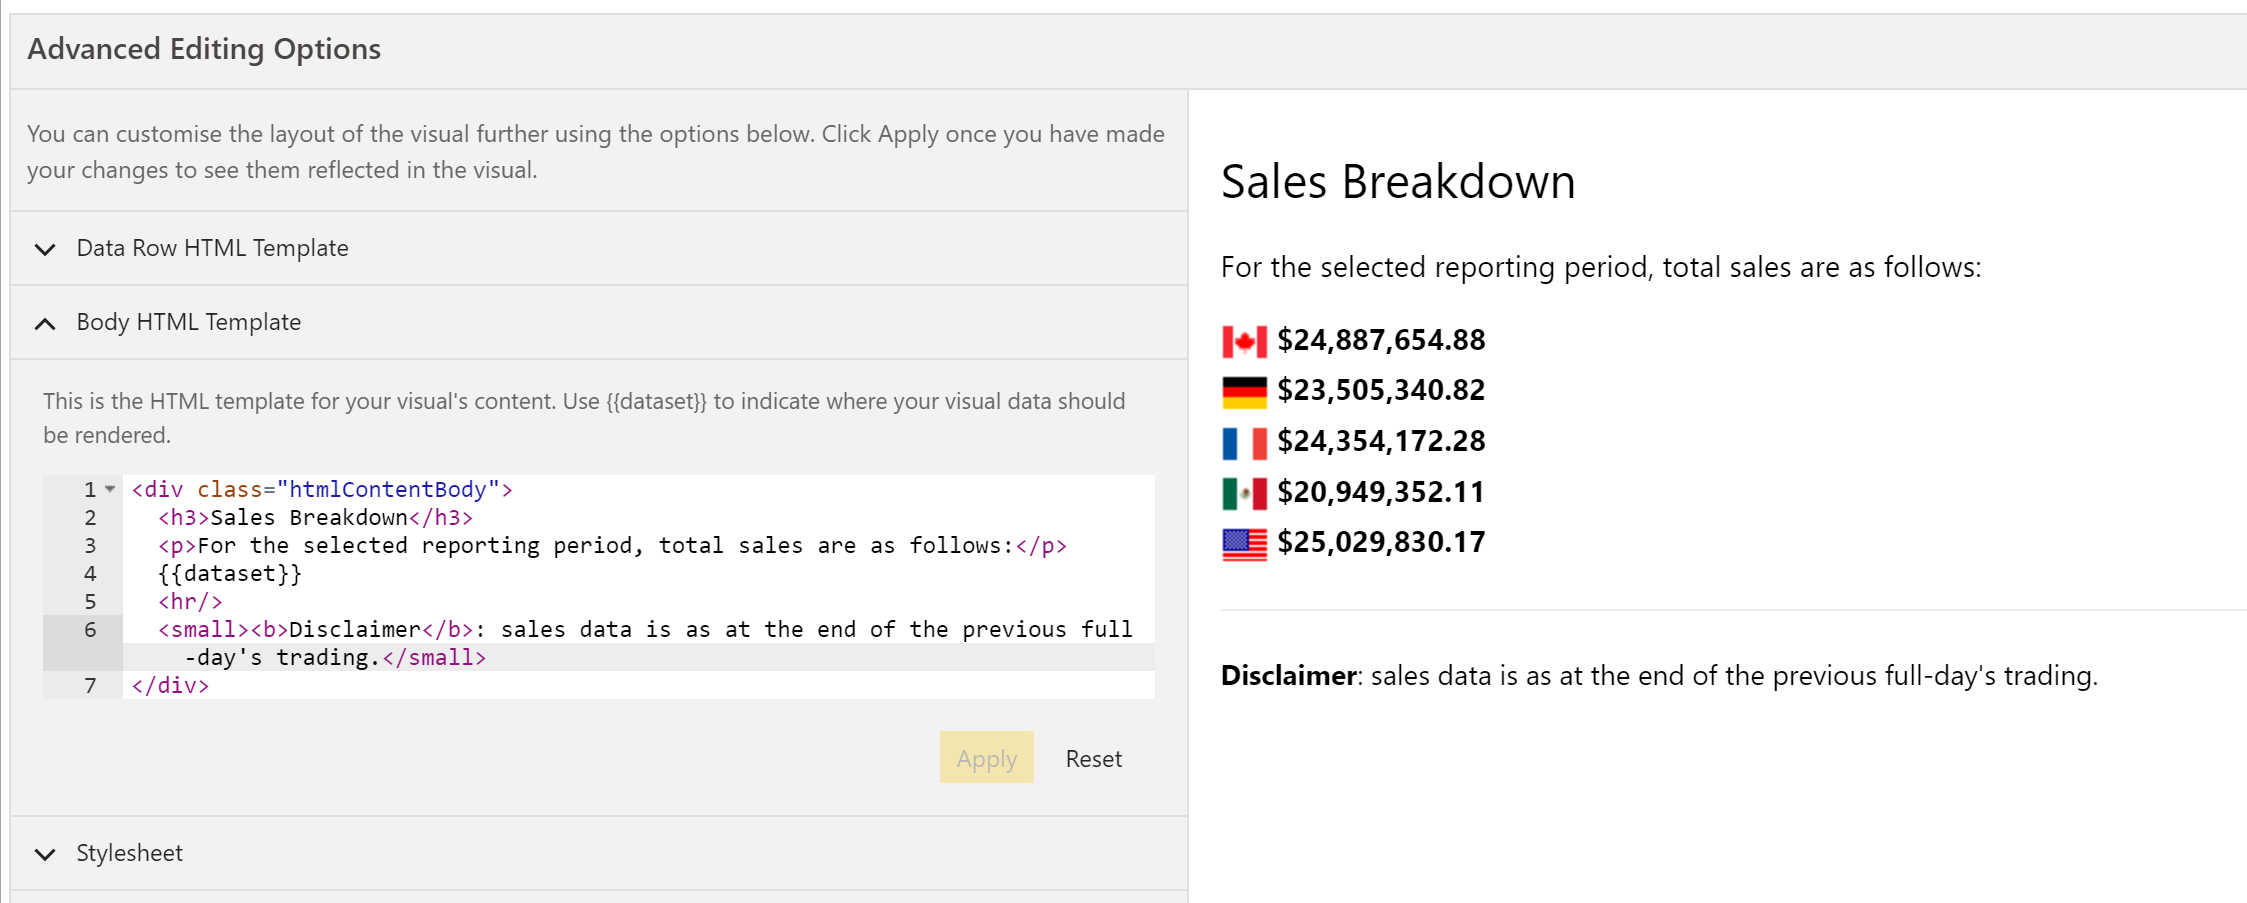 Advanced Editing Options
You can customise the layout of the visual further using the options below. Click Apply once you have made
your changes to see them reflected in the visual.
Data Row HTML Template
Body HTML Template
This is the HTML template for your visual's content. Use {{dataset}} to indicate where your visual data should
be rendered.
1 <div class="htmlContentBody">
2 <h3>Sales Breakdown</h3>
3 <p>For the selected reporting period, total sales are as follows:</p>
4 {{dataset}}
5 <hr/>
6 <small><b>Disclaimer</b>: sales data is as at the end of the previous full
-day's trading.</small>
7 </div>
Apply Reset
Stylesheet
Sales Breakdown
For the selected reporting period, total sales are as follows:
$24,887,654.88
$23,505,340.82
$24,354,172.28
$20,949,352.11
$25,029,830.17
Disclaimer: sales data is as at the end of the previous full-day's trading.